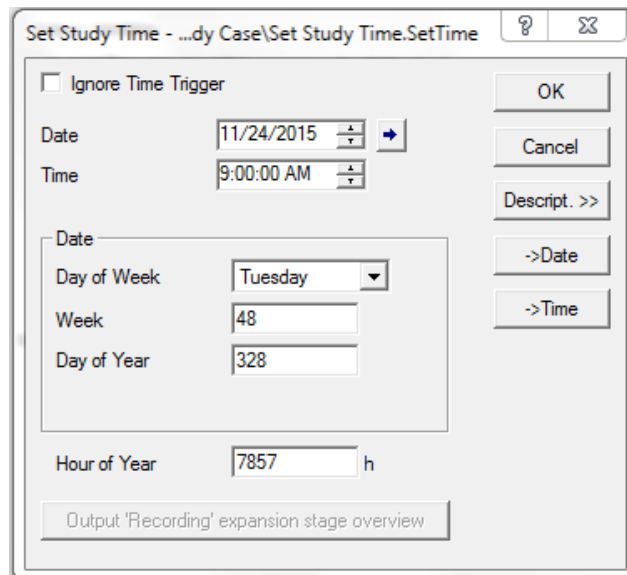 Set Study Time - ...dy Case\Set Study Time.SetTime
Ignore Time Trigger
OK
Date 11/24/2015
Cancel
Time 9:00:00 AM
Descript. >>
Date
->Date
Day of Week Tuesday
->Time
Week 48
Day of Year 328
Hour of Year 7857 h
Output 'Recording' expansion stage overview